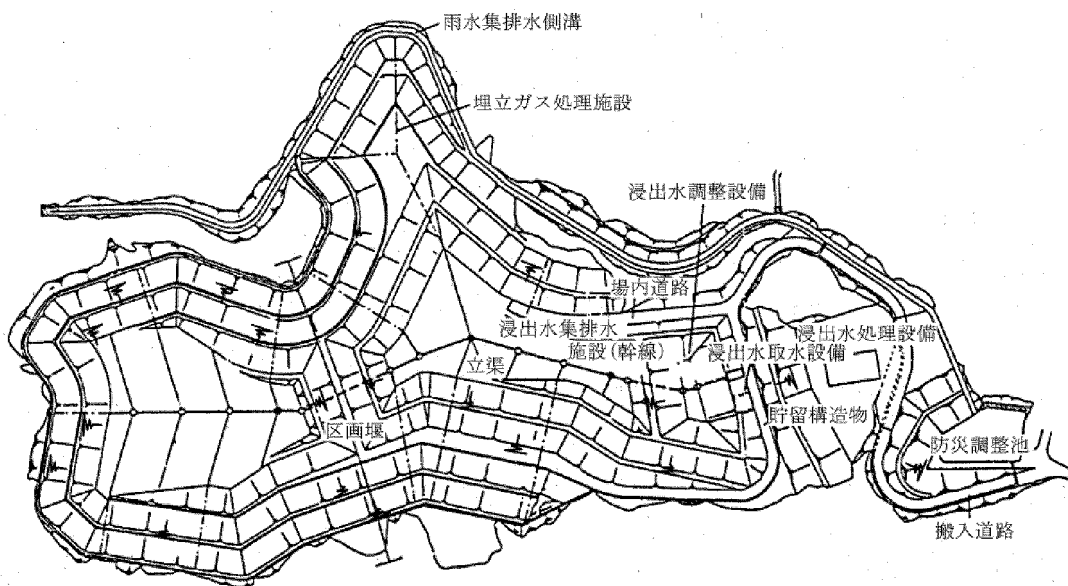 雨水集排水側溝
埋立ガス処理施設
浸出水調整設備
場内道路
浸出水集排水
施設(幹線)
浸出水処理設備
浸出水取水設備
立渠
貯留構造物
区画堰
防災調整池
搬入道路